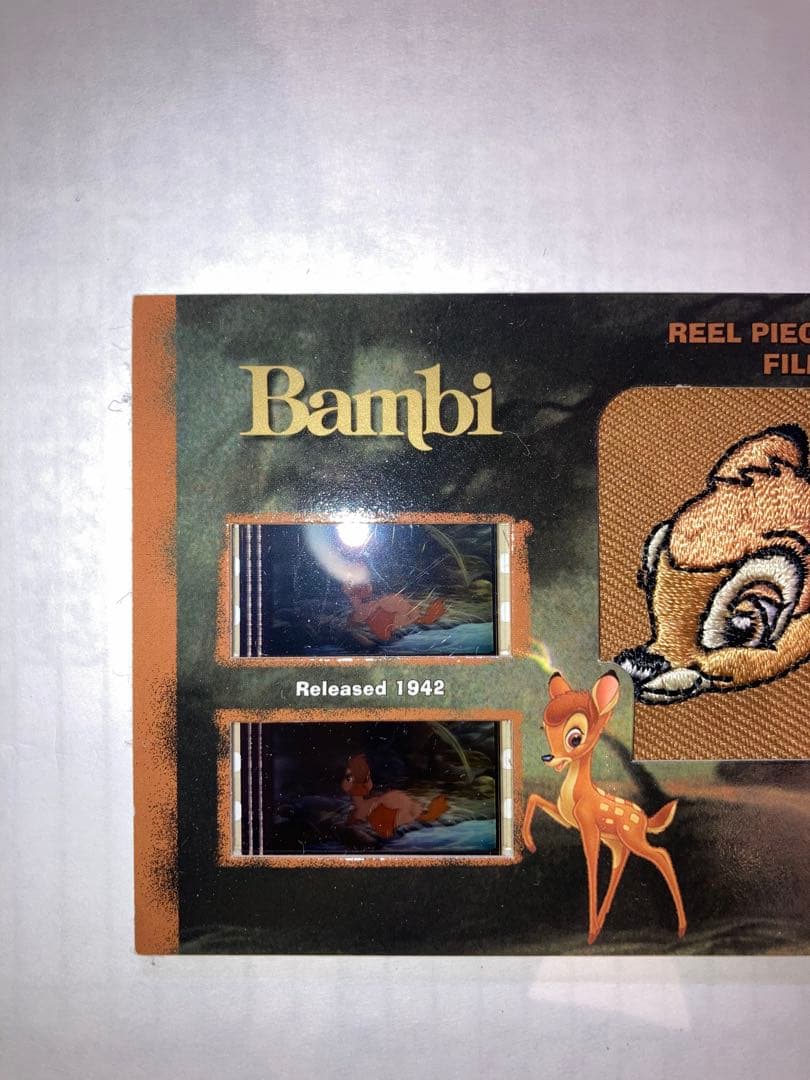 Bambi
REEL PIEC
FIL
Released 1942